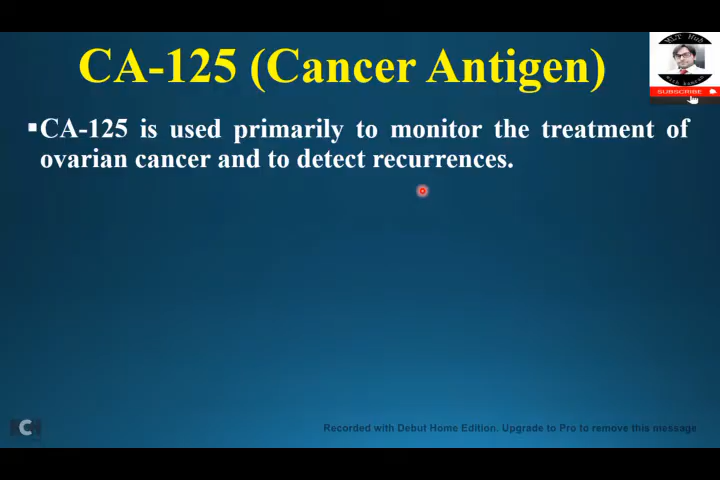 CA-125 (Cancer Antigen)
▪CA-125 is used primarily to monitor the treatment of
ovarian cancer and to detect recurrences.
SUBSCRIBE
C
Recorded with Debut Home Edition. Upgrade to Pro to remove this message